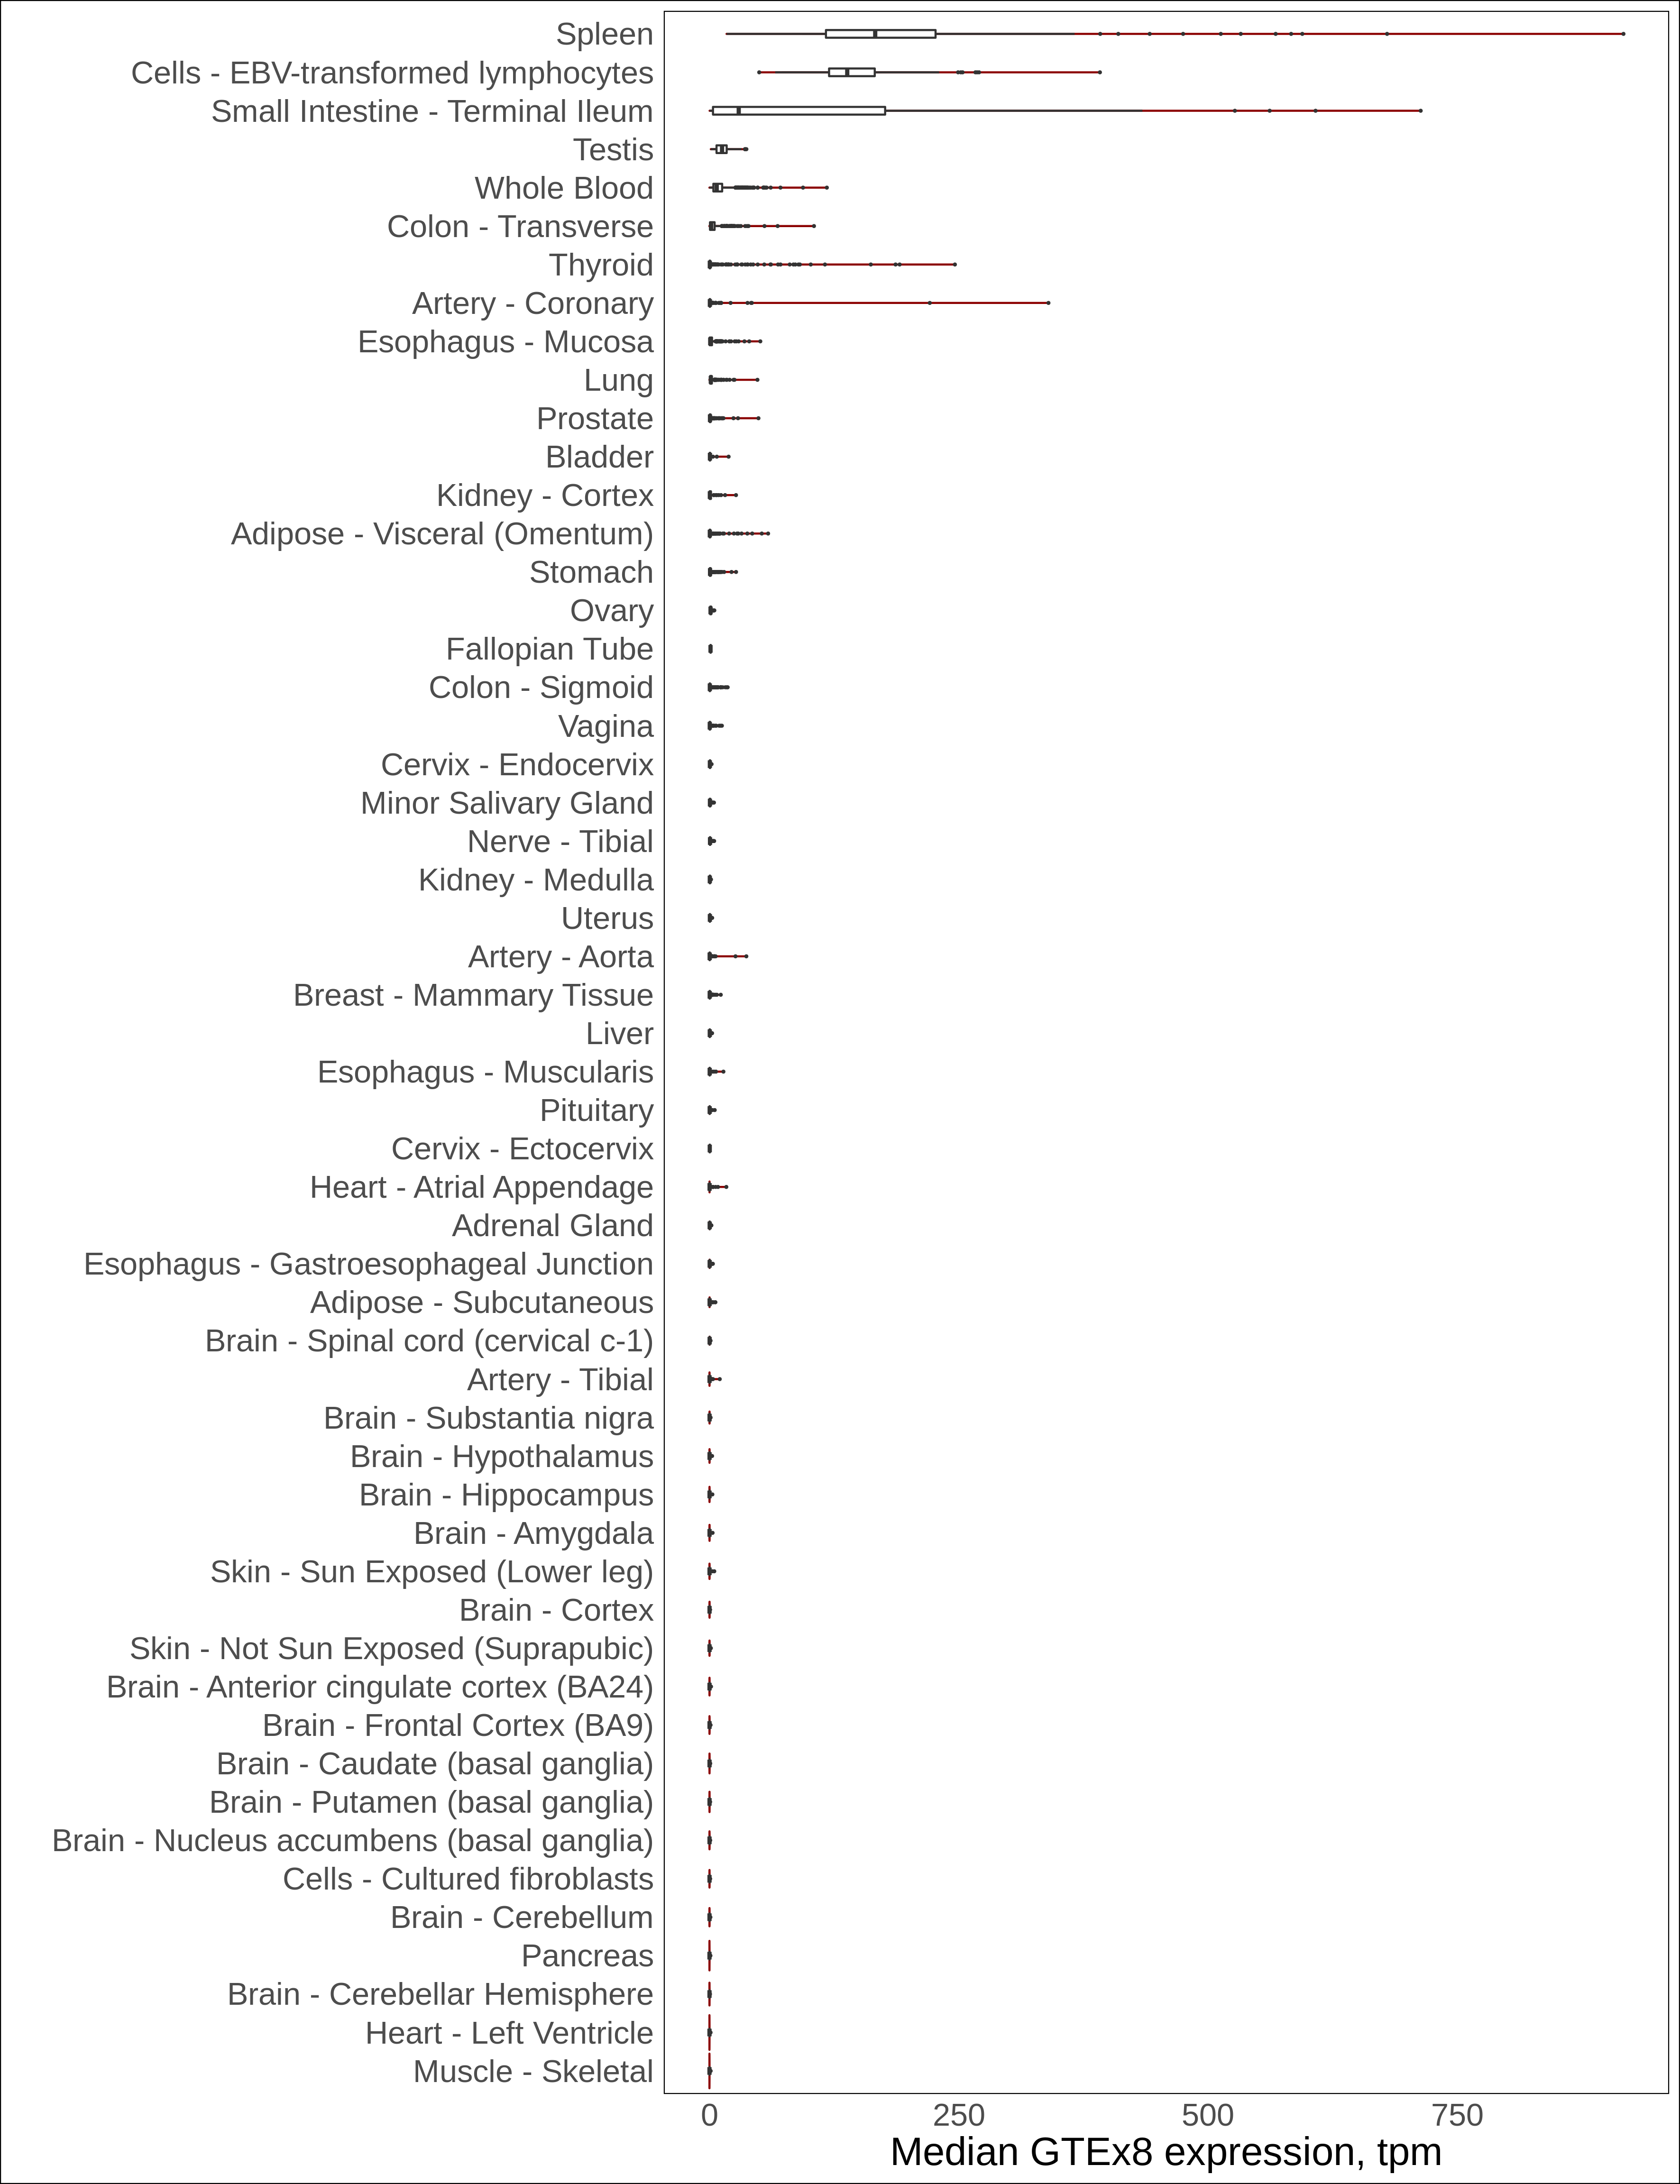 Spleen
Cells - EBV-transformed lymphocytes
Small Intestine - Terminal Ileum
Testis
Whole Blood
Colon - Transverse
Thyroid
Artery - Coronary
Esophagus - Mucosa
Lung
Prostate
Bladder
Kidney - Cortex
Adipose - Visceral (Omentum)
Stomach
Ovary
Fallopian Tube
Colon - Sigmoid
Vagina
Cervix - Endocervix
Minor Salivary Gland
Nerve - Tibial
Kidney - Medulla
Uterus
Artery - Aorta
Breast - Mammary Tissue
Liver
Esophagus - Muscularis
Pituitary
Cervix - Ectocervix
Heart - Atrial Appendage
Adrenal Gland
Esophagus - Gastroesophageal Junction
Adipose - Subcutaneous
Brain - Spinal cord (cervical c-1)
Artery - Tibial
Brain - Substantia nigra
Brain - Hypothalamus
Brain - Hippocampus
Brain - Amygdala
Skin - Sun Exposed (Lower leg)
Brain - Cortex
Skin - Not Sun Exposed (Suprapubic)
Brain - Anterior cingulate cortex (BA24)
Brain - Frontal Cortex (BA9)
Brain - Caudate (basal ganglia)
Brain - Putamen (basal ganglia)
Brain - Nucleus accumbens (basal ganglia)
Cells - Cultured fibroblasts
Brain - Cerebellum
Pancreas
Brain - Cerebellar Hemisphere
Heart - Left Ventricle
Muscle - Skeletal
0 250 500 750
Median GTEx8 expression, tpm